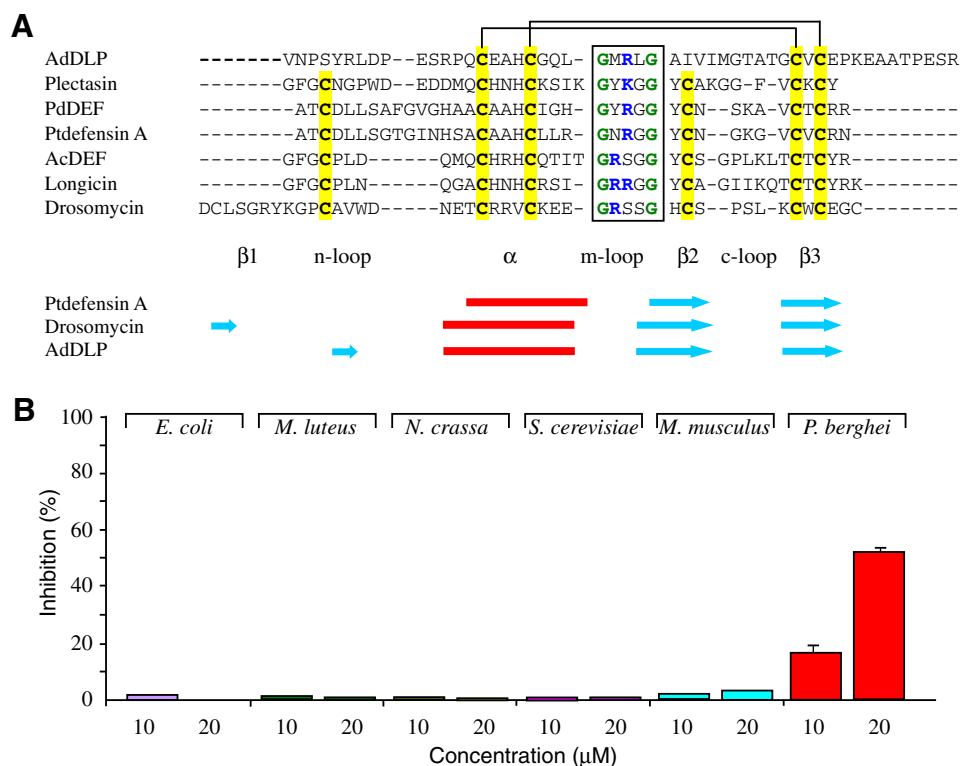 A
AdDLP -------VNPSYRLDP--ESRPQCEAHCGQL- GMRLG AIVIMGTATGCVCEPKEAATPESR
Plectasin -------GFGCNGPWD-EDDMQCHNHCKSIK GYKGG YCAKGG-F-VCKCY
PdDEF --------ATCDLLSAFGVGHAACAAHCIGH- GYRGG YCN--SKA-VCTCRR---------
Ptdefensin A --------ATCDLLSGTGINHSACAAHCLLR- GNRGG YCN--GKG-VCVCRN---------
AcDEF -------GFGCPLD------QMQCHRHCQTIT GRSGG YCS--GPLKLTCTCYR---------
Longicin -------GFGCPLN------QGACHNHCRSI- GRRGG YCA-GIIKQTCTCYRK--------
Drosomycin DCLSGRYKGPCAVWD-----NETCRRVCKEE- GRSSG HCS--PSL-KCWCEGC--------
β1 n-loop α m-loop β2 c-loop β3
Ptdefensin A
Drosomycin
AdDLP
B
100
80
60
40
20
0
Inhibition (%)
E. coli M. luteus N. crassa S. cerevisiae M. musculus P. berghei
10 20 10 20 10 20 10 20 10 20 10 20
Concentration (μM)